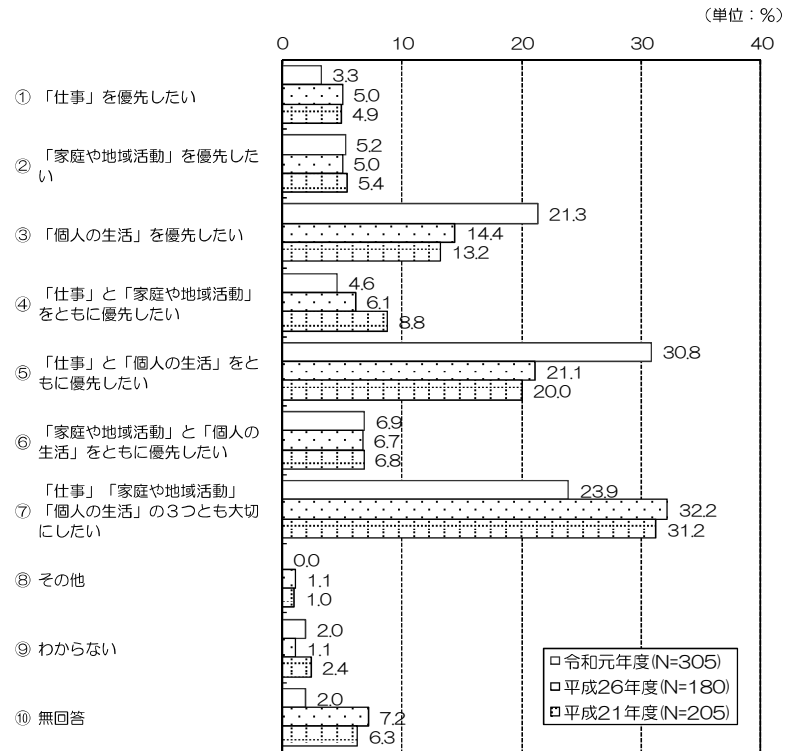 （単位：％）
0 10 20 30 40
① 「仕事」を優先したい
3.3
5.0
4.9
② 「家庭や地域活動」を優先した
い
5.2
5.0
5.4
③ 「個人の生活」を優先したい
21.3
14.4
13.2
④ 「仕事」と「家庭や地域活動」
をともに優先したい
4.6
6.1
8.8
⑤ 「仕事」と「個人の生活」をと
もに優先したい
30.8
21.1
20.0
⑥ 「家庭や地域活動」と「個人の
生活」をともに優先したい
6.9
6.7
6.8
⑦ 「仕事」「家庭や地域活動」
「個人の生活」の３つとも大切
にしたい
23.9
32.2
31.2
⑧ その他
0.0
1.1
1.0
⑨ わからない
2.0
1.1
2.4
⑩ 無回答
2.0
7.2
6.3
令和元年度(N=305)
平成26年度(N=180)
平成21年度(N=205)